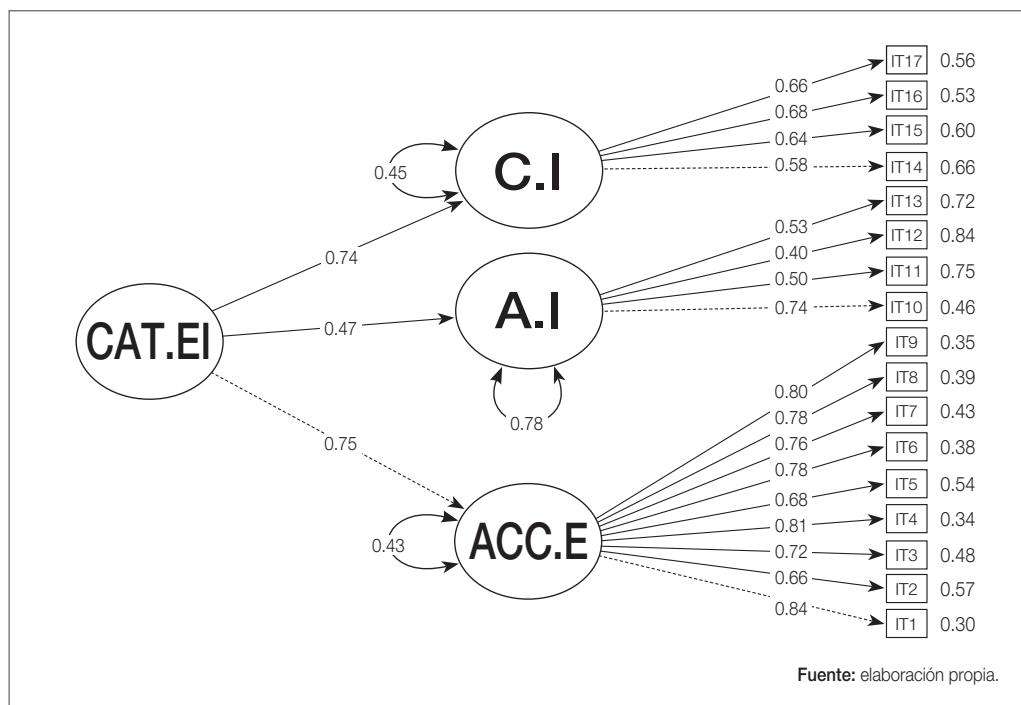 IT17 0.56
0.66
IT16 0.53
0.68
IT15 0.60
0.64
C.I
0.45
0.58
IT14 0.66
IT13 0.72
0.53
IT12 0.84
0.40
0.74
IT11 0.75
0.50
A.I
0.74
IT10 0.46
0.47
CAT.EI
IT9 0.35
0.80
IT8 0.39
0.78
0.78
IT7 0.43
0.76
0.75
IT6 0.38
0.78
IT5 0.54
0.68
IT4 0.34
0.81
ACC.E
0.43
IT3 0.48
0.72
IT2 0.57
0.66
0.84
IT1 0.30
Fuente: elaboración propia.